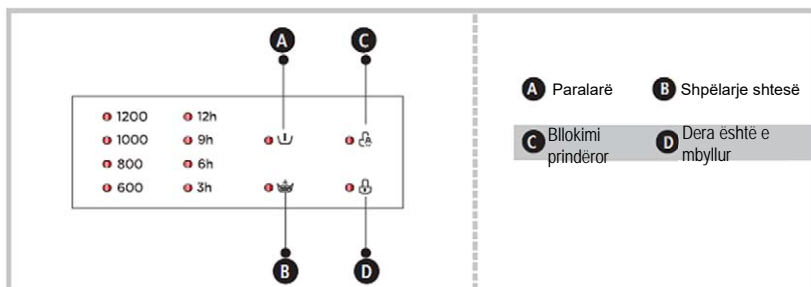 A C
1200 12h
1000 9h
800 6h
600 3h
B D
A Paralarë B Shpëlarje shtesë
C Bllokimi prindëror D Dera është e mbyllur